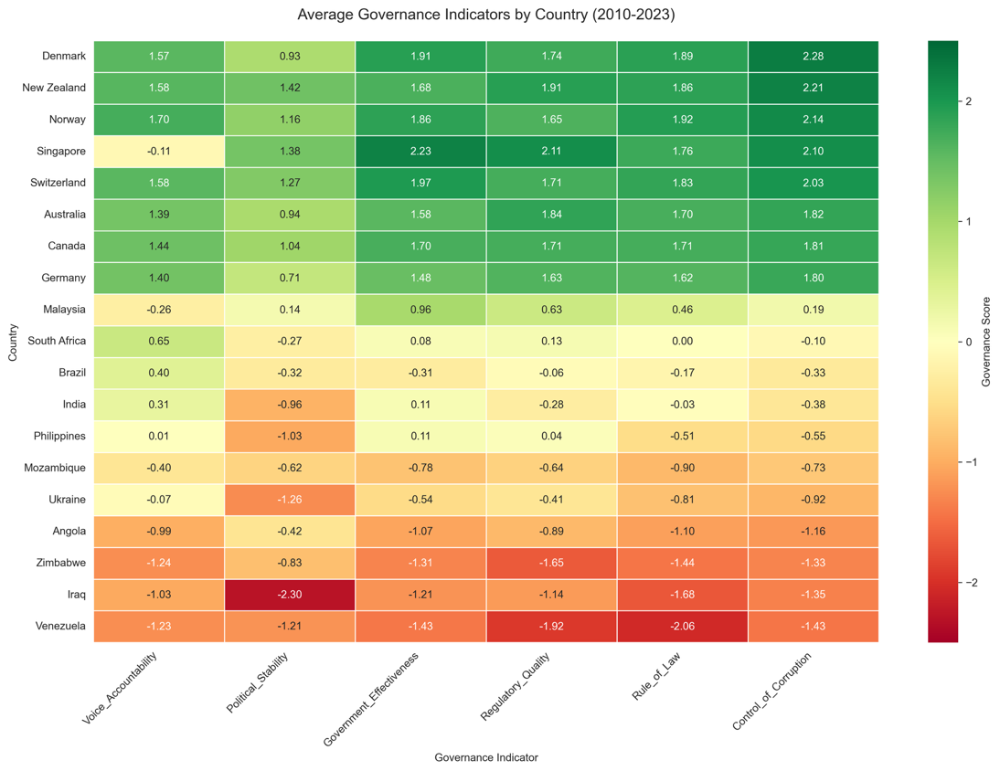 Average Governance Indicators by Country (2010-2023)
Denmark 1.57 0.93 1.91 1.74 1.89 2.28
New Zealand 1.58 1.42 1.68 1.91 1.86 2.21
Norway 1.70 1.16 1.86 1.65 1.92 2.14
Singapore -0.11 1.38 2.23 2.11 1.76 2.10
Switzerland 1.58 1.27 1.97 1.71 1.83 2.03
Australia 1.39 0.94 1.58 1.84 1.70 1.82
Canada 1.44 1.04 1.70 1.71 1.71 1.81
Germany 1.40 0.71 1.48 1.63 1.62 1.80
Malaysia -0.26 0.14 0.96 0.63 0.46 0.19
South Africa 0.65 -0.27 0.08 0.13 0.00 -0.10
Brazil 0.40 -0.32 -0.31 -0.06 -0.17 -0.33
India 0.31 -0.96 0.11 -0.28 -0.03 -0.38
Philippines 0.01 -1.03 0.11 0.04 -0.51 -0.55
Mozambique -0.40 -0.62 -0.78 -0.64 -0.90 -0.73
Ukraine -0.07 -1.26 -0.54 -0.41 -0.81 -0.92
Angola -0.99 -0.42 -1.07 -0.89 -1.10 -1.16
Zimbabwe -1.24 -0.83 -1.31 -1.65 -1.44 -1.33
Iraq -1.03 -2.30 -1.21 -1.14 -1.68 -1.35
Venezuela -1.23 -1.21 -1.43 -1.92 -2.06 -1.43
Country
Voice_Accountability
Political_Stability
Government_Effectiveness
Regulatory_Quality
Rule_of_Law
Control_of_Corruption
Governance Indicator
2
1
0
−1
−2
Governance Score